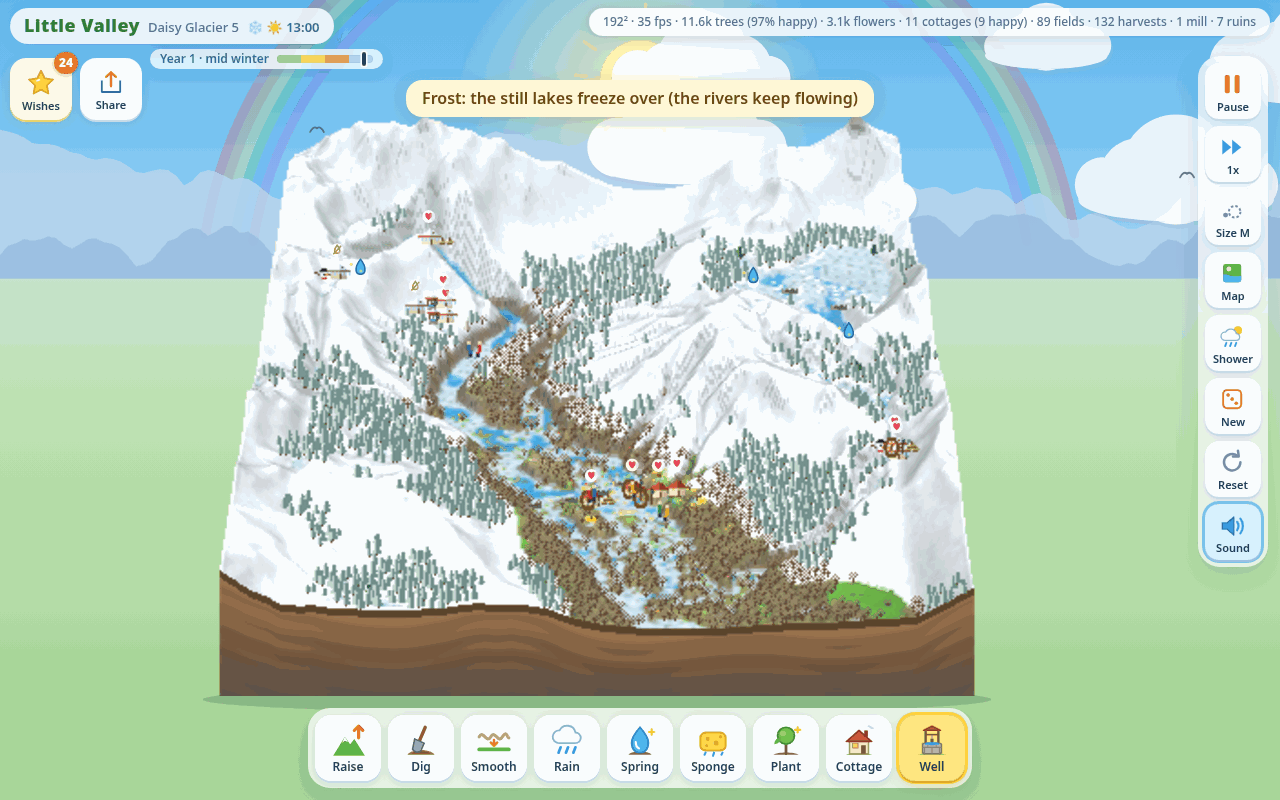 Little Valley Daisy Glacier 5 13:00
192² · 35 fps · 11.6k trees (97% happy) · 3.1k flowers · 11 cottages (9 happy) · 89 fields · 132 harvests · 1 mill · 7 ruins
Year 1 · mid winter
24
Wishes
Share
Frost: the still lakes freeze over (the rivers keep flowing)
Pause
1x
Size M
Map
Shower
New
Reset
Sound
Raise
Dig
Smooth
Rain
Spring
Sponge
Plant
Cottage
Well